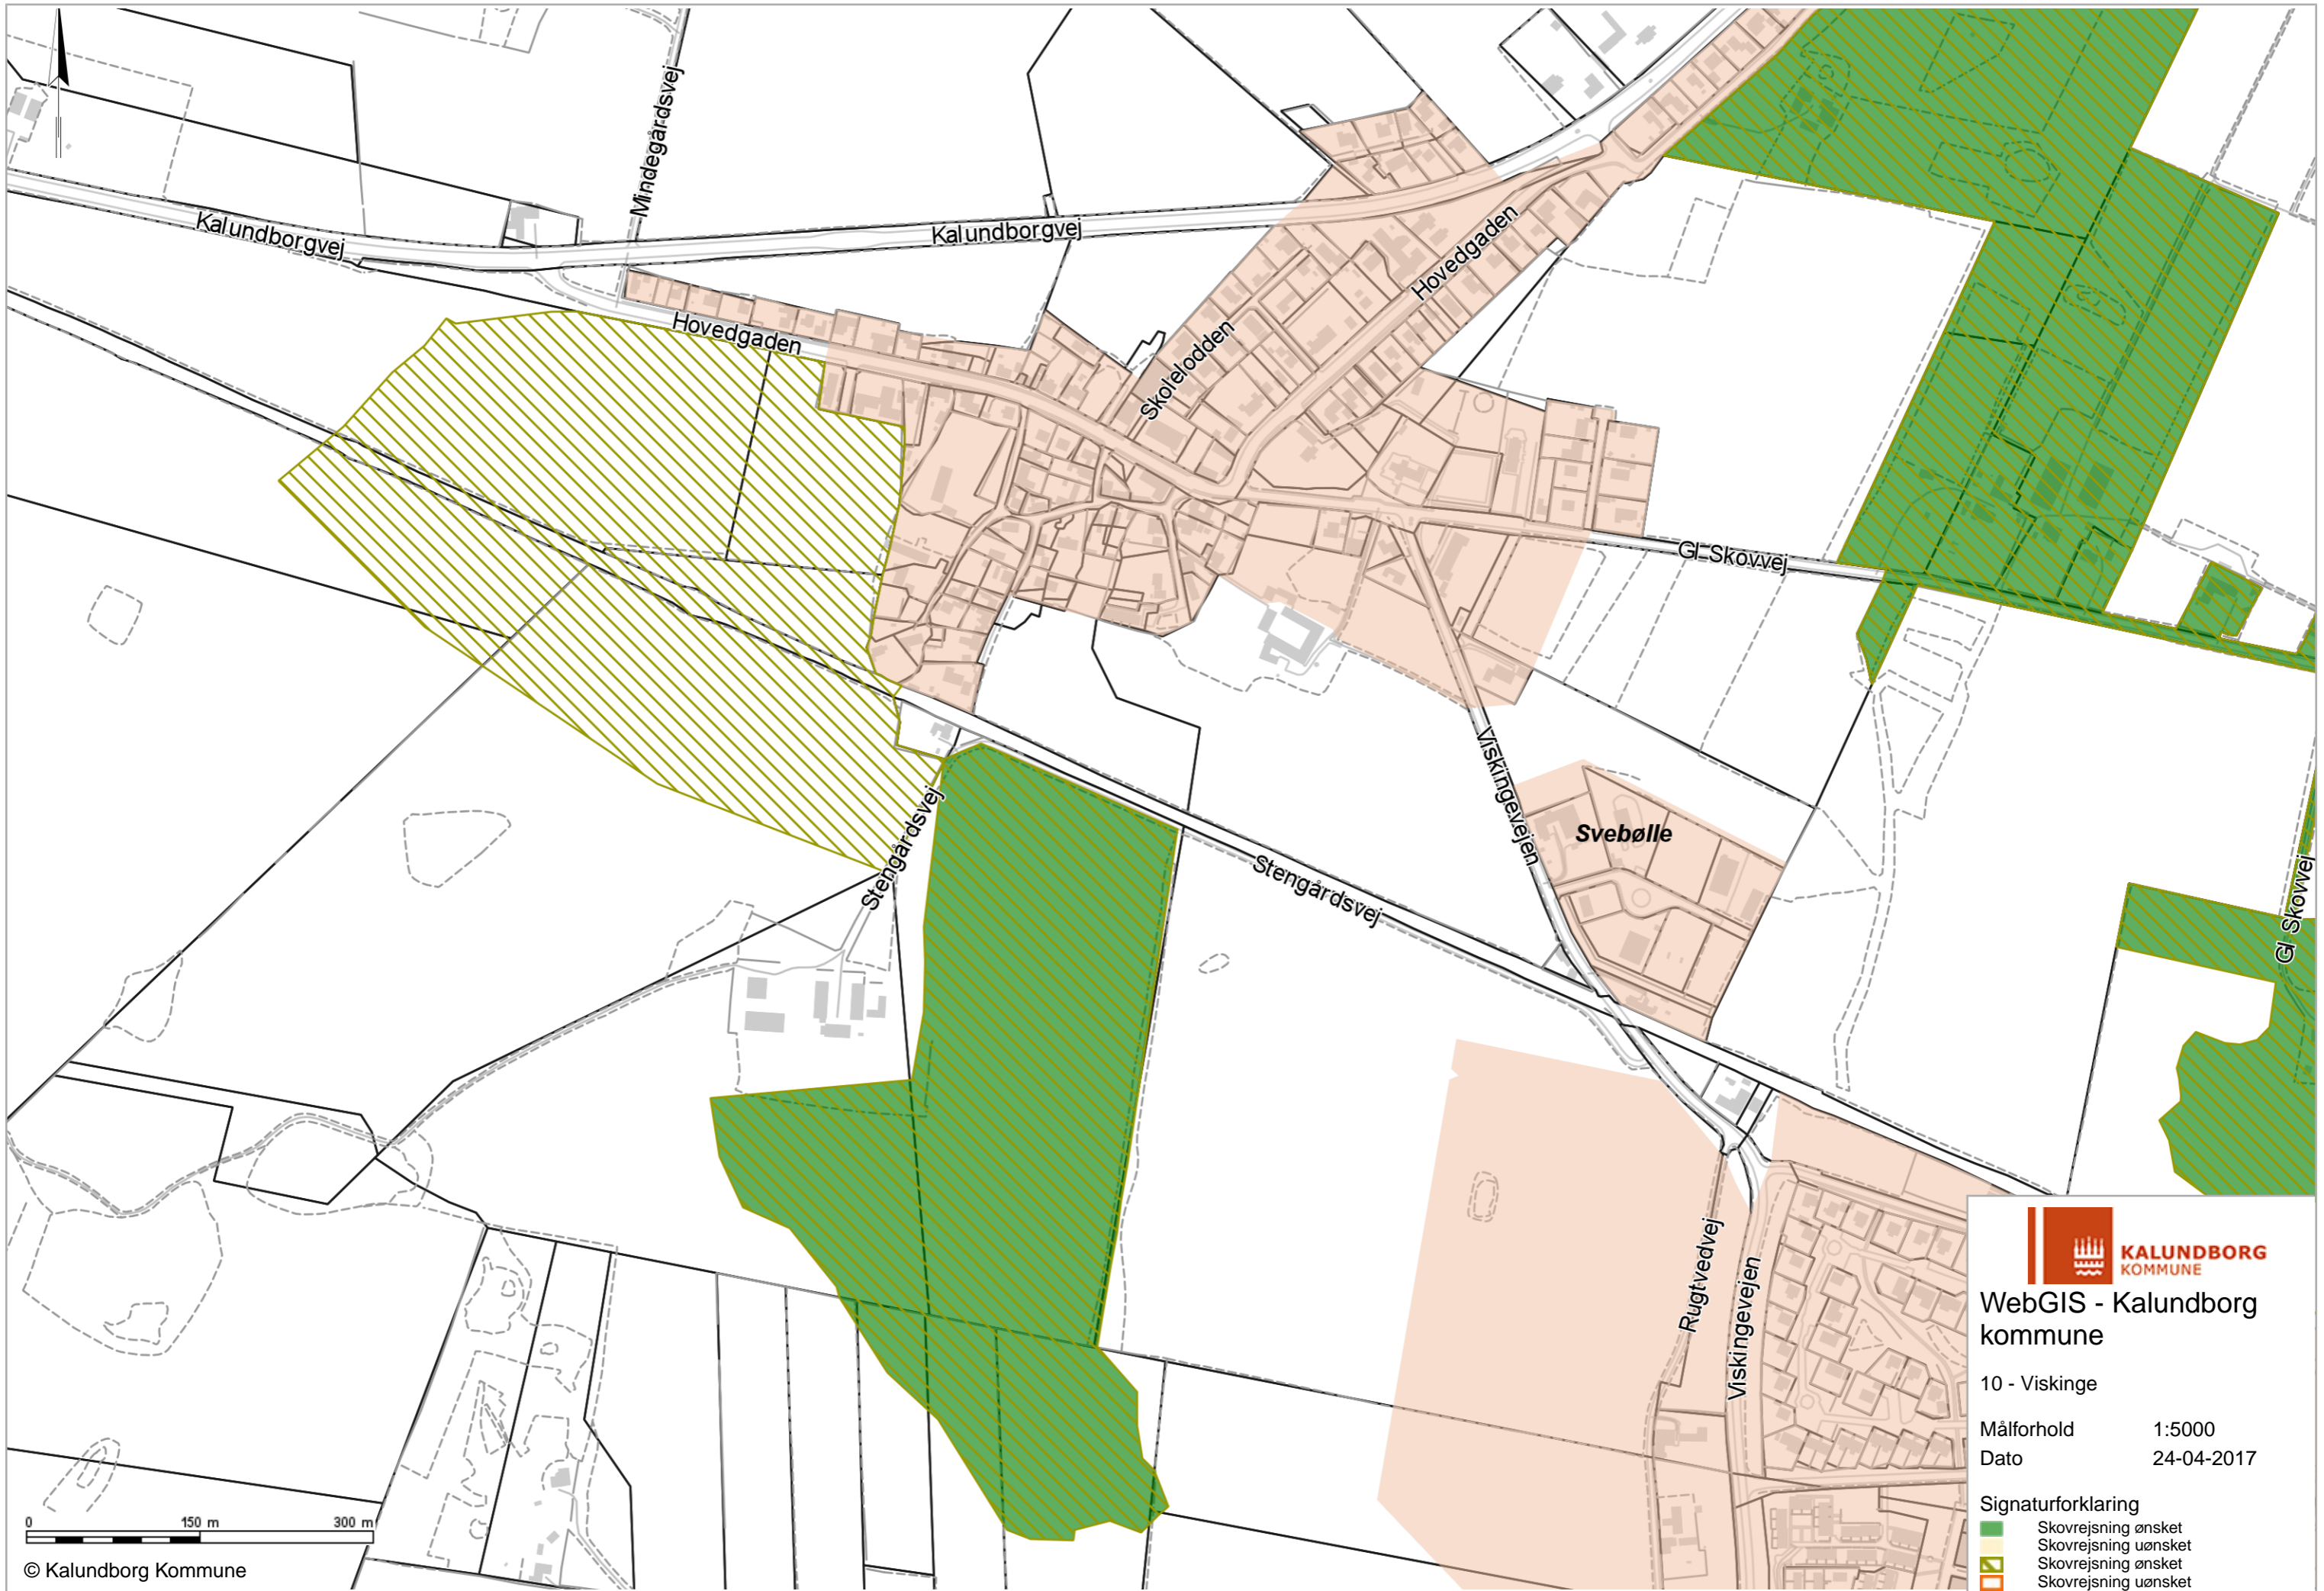 Mindegårdsvej
Kalundborgvej
Kalundborgvej
Hovedgaden
Hovedgaden
Skolelodden
Gl Skovvej
Viskingevejen
Svebølle
Stengårdsvej
Stengårdsvej
Gl Skovvej
Rugtvedvej
Viskingevejen
KALUNDBORG
KOMMUNE
WebGIS - Kalundborg
kommune
10 - Viskinge
Målforhold 1:5000
Dato 24-04-2017
Signaturforklaring
Skovrejsning ønsket
Skovrejsning uønsket
Skovrejsning ønsket
Skovrejsning uønsket
0 150 m 300 m
© Kalundborg Kommune